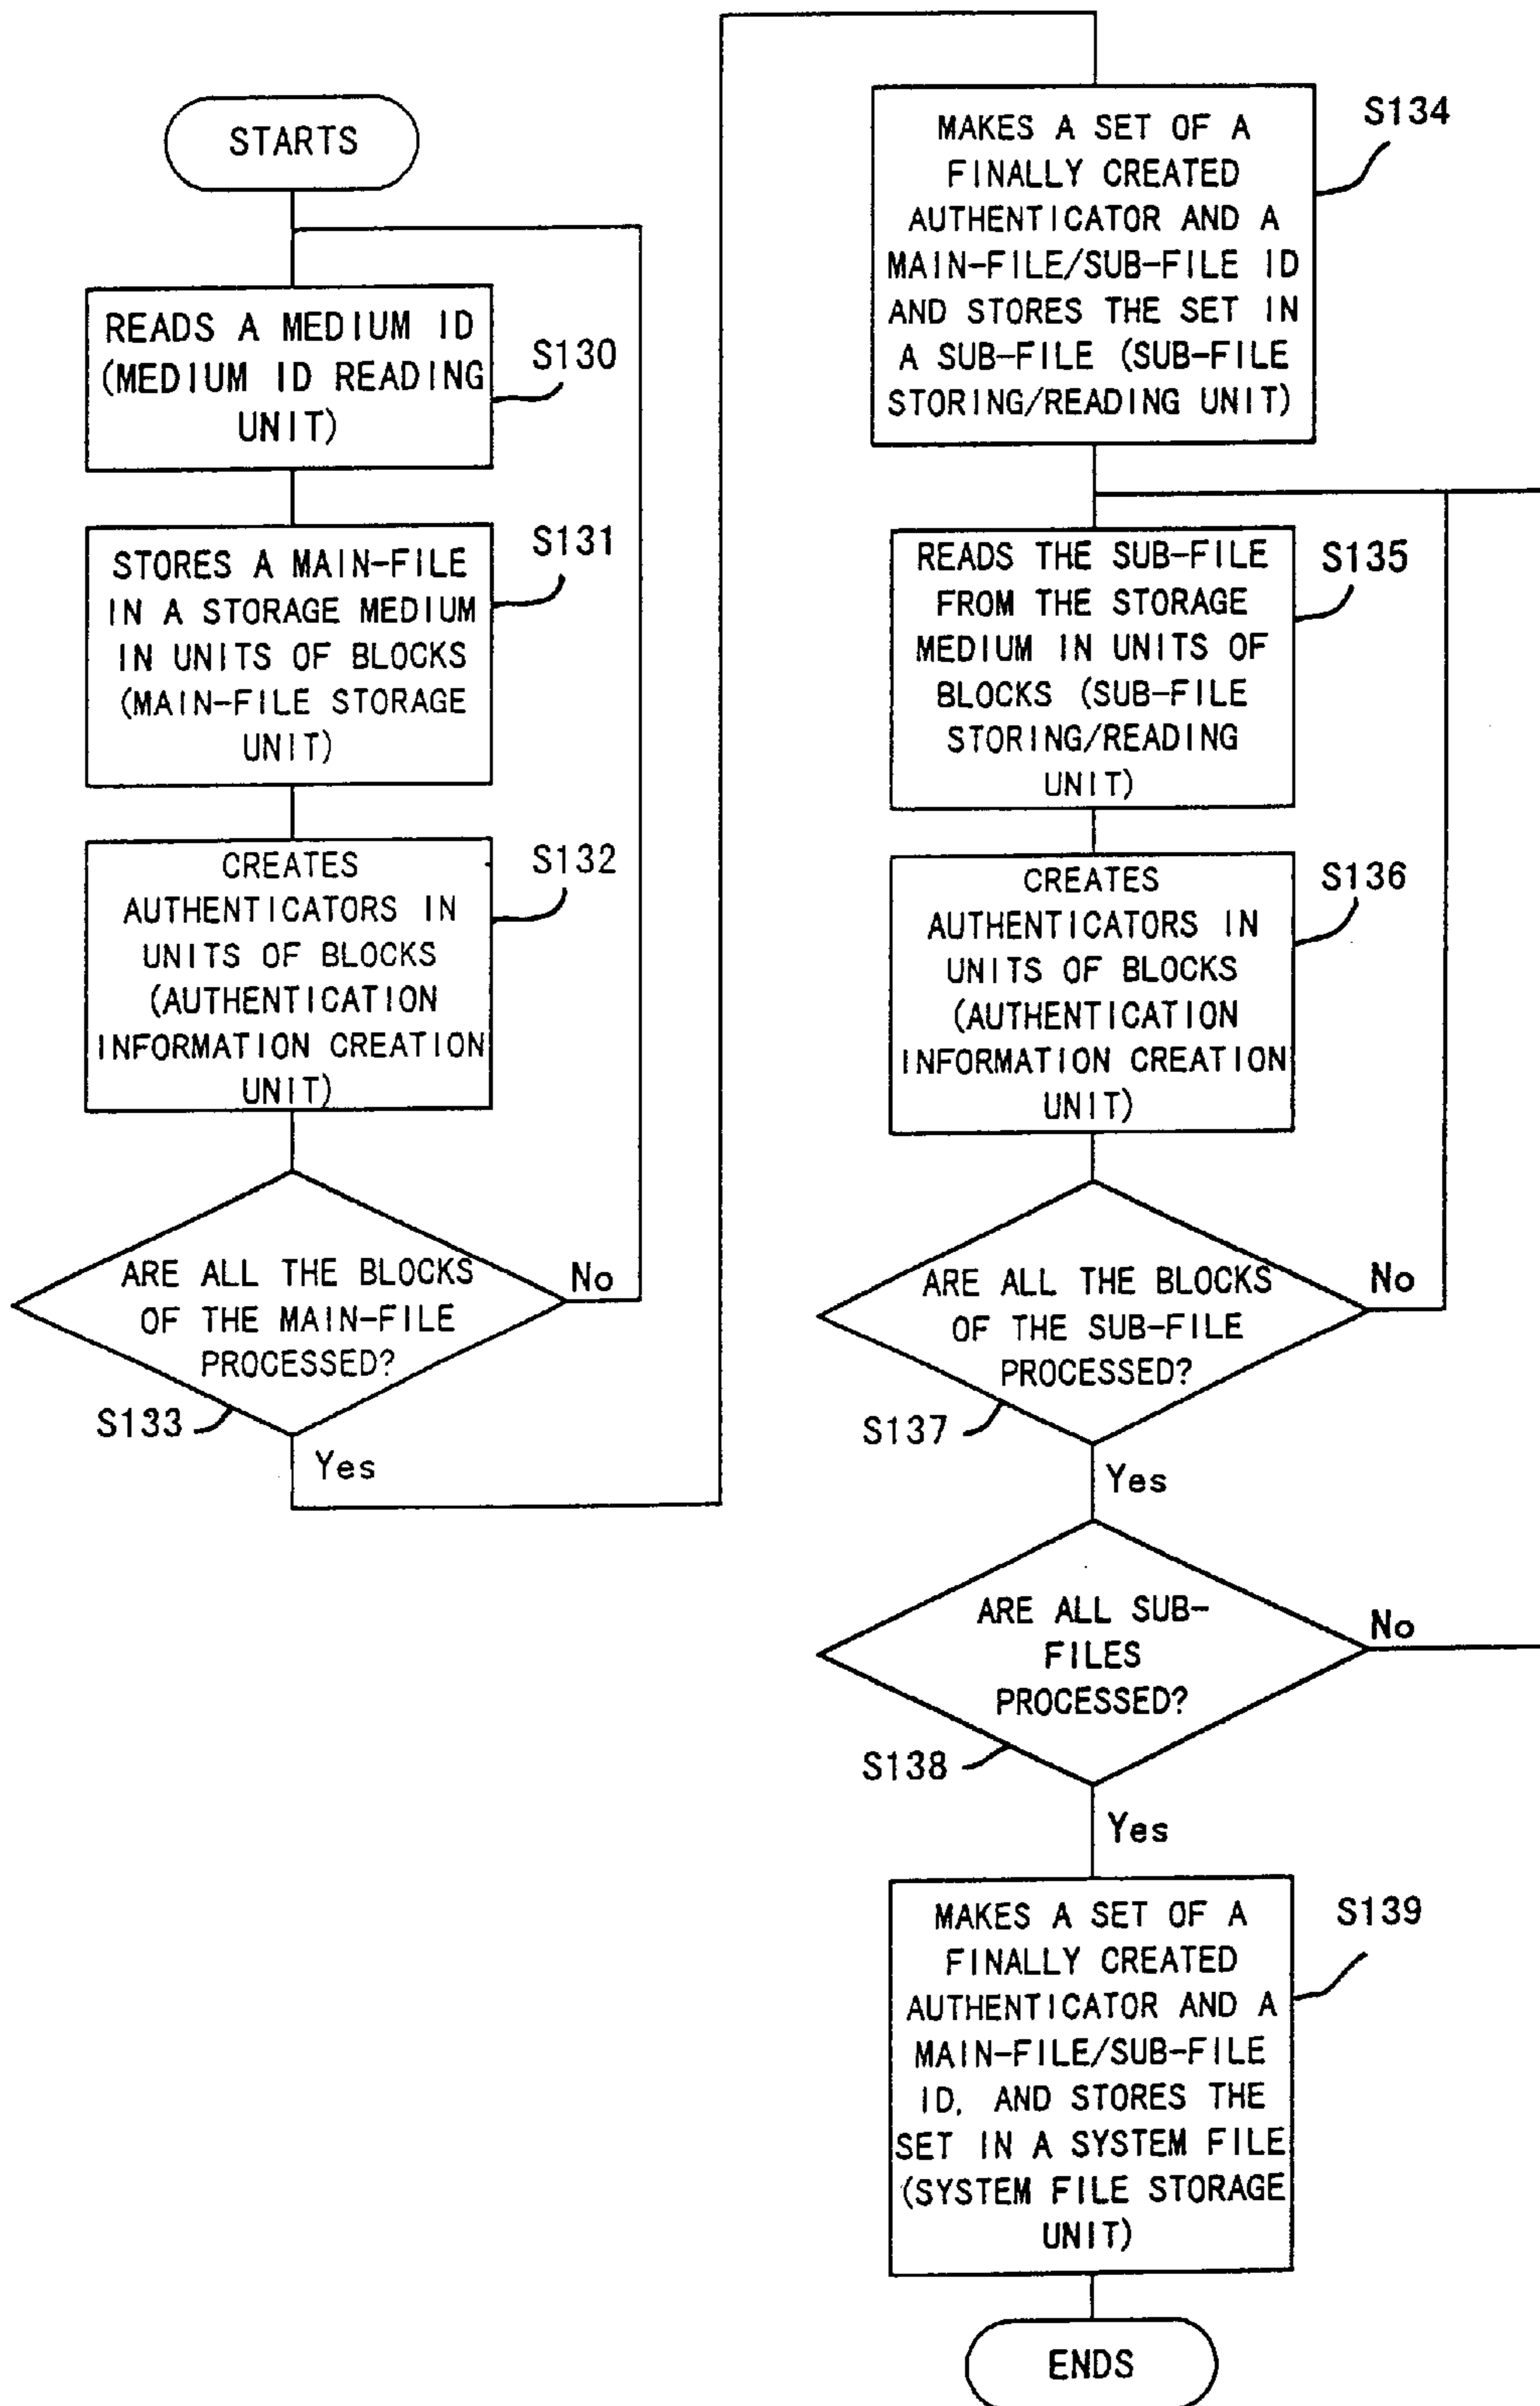 STARTS
READS A MEDIUM ID
(MEDIUM ID READING
UNIT)
S130
STORES A MAIN-FILE
IN A STORAGE MEDIUM
IN UNITS OF BLOCKS
(MAIN-FILE STORAGE
UNIT)
S131
CREATES
AUTHENTICATORS IN
UNITS OF BLOCKS
(AUTHENTICATION
INFORMATION CREATION
UNIT)
S132
ARE ALL THE BLOCKS
OF THE MAIN-FILE
PROCESSED?
No
S133
Yes
MAKES A SET OF A
FINALLY CREATED
AUTHENTICATOR AND A
MAIN-FILE/SUB-FILE ID
AND STORES THE SET IN
A SUB-FILE (SUB-FILE
STORING/READING UNIT)
S134
READS THE SUB-FILE
FROM THE STORAGE
MEDIUM IN UNITS OF
BLOCKS (SUB-FILE
STORING/READING
UNIT)
S135
CREATES
AUTHENTICATORS IN
UNITS OF BLOCKS
(AUTHENTICATION
INFORMATION CREATION
UNIT)
S136
ARE ALL THE BLOCKS
OF THE SUB-FILE
PROCESSED?
No
S137
Yes
ARE ALL SUB-
FILES
PROCESSED?
No
S138
Yes
MAKES A SET OF A
FINALLY CREATED
AUTHENTICATOR AND A
MAIN-FILE/SUB-FILE
ID, AND STORES THE
SET IN A SYSTEM FILE
(SYSTEM FILE STORAGE
UNIT)
S139
ENDS